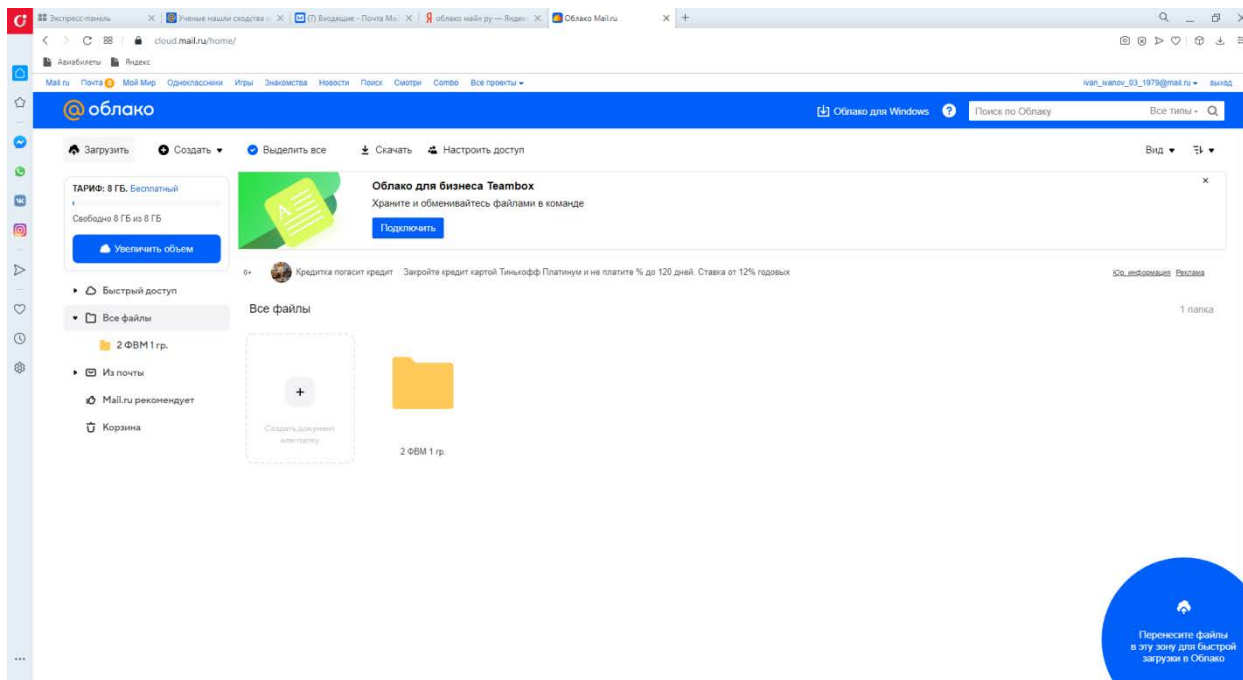 Экспресс-панель
Ученые нашли сходства
(7) Входящие - Почта Mai
облако майл ру — Яндекс
Облако Mail.ru
cloud.mail.ru/home/
Авиабилеты Яндекс
Mail.ru Почта Мой Мир Одноклассники Игры Знакомства Новости Поиск Смотри Combo Все проекты
ivan_ivanov_03_1979@mail.ru выход
облако
Облако для Windows
?
Поиск по Облаку
Все типы
Загрузить Создать Выделить все Скачать Настроить доступ
Вид
ТАРИФ: 8 ГБ. Бесплатный
Свободно 8 ГБ из 8 ГБ
Увеличить объем
Облако для бизнеса Teambox
Храните и обменивайтесь файлами в команде
Подключить
0+ Кредитка погасит кредит Закройте кредит картой Тинькофф Платинум и не платите % до 120 дней. Ставка от 12% годовых
Юр. информация Реклама
Быстрый доступ
Все файлы
2 ФВМ 1 гр.
Из почты
Mail.ru рекомендует
Корзина
Все файлы
1 папка
Создать документ
или папку
2 ФВМ 1 гр.
Перенесите файлы
в эту зону для быстрой
загрузки в Облако